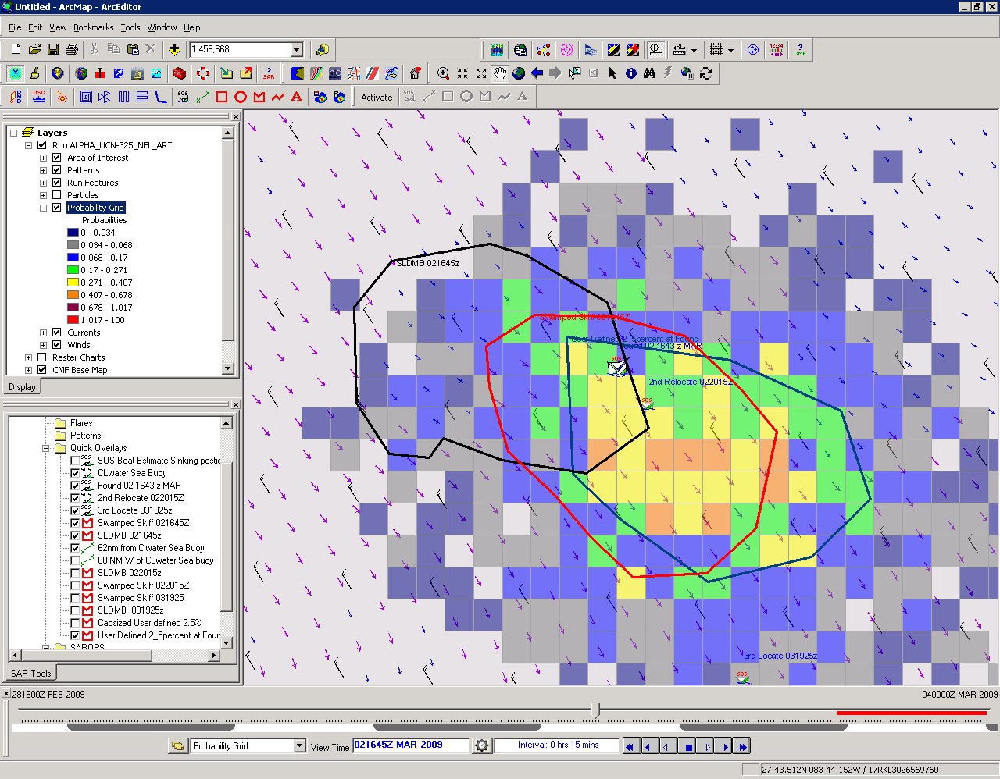 Untitled - ArcMap - ArcEditor
File Edit View Bookmarks Tools Window Help
1:456,668
Activate
Layers
Run ALPHA_UCN-325_NFL_ART
Area of Interest
Patterns
Run Features
Particles
Probability Grid
Probabilities
0 - 0.034
0.034 - 0.068
0.068 - 0.17
0.17 - 0.271
0.271 - 0.407
0.407 - 0.678
0.678 - 1.017
1.017 - 100
Currents
Winds
Raster Charts
CMF Base Map
Display
Flares
Patterns
Quick Overlays
SOS Boat Estimate Sinking postic
CLwater Sea Buoy
Found 02 1643 z MAR
2nd Relocate 022015Z
3rd Locate 031925z
Swamped Skiff 021645Z
SLDMB 021645z
62nm from Clwater Sea Buoy
68 NM W of CLwater Sea buoy
SLDMB 022015z
Swamped Skiff 022015Z
Swamped Skiff 031925
SLDMB 031925z
Capsized User defined 2.5%
User Defined 2_5percent at Four
SAROPS
SAR Tools
SLDMB 021645z
Swamped Skiff 021645Z
User Defined 2_5percent at Found
Found 02 1643 z MAR
SOS
2nd Relocate 022015Z
SOS
3rd Locate 031925z
SOS
281900Z FEB 2009
040000Z MAR 2009
Probability Grid
View Time
021645Z MAR 2009
Interval: 0 hrs 15 mins
27-43.512N 083-44.152W / 17RKL3026569760